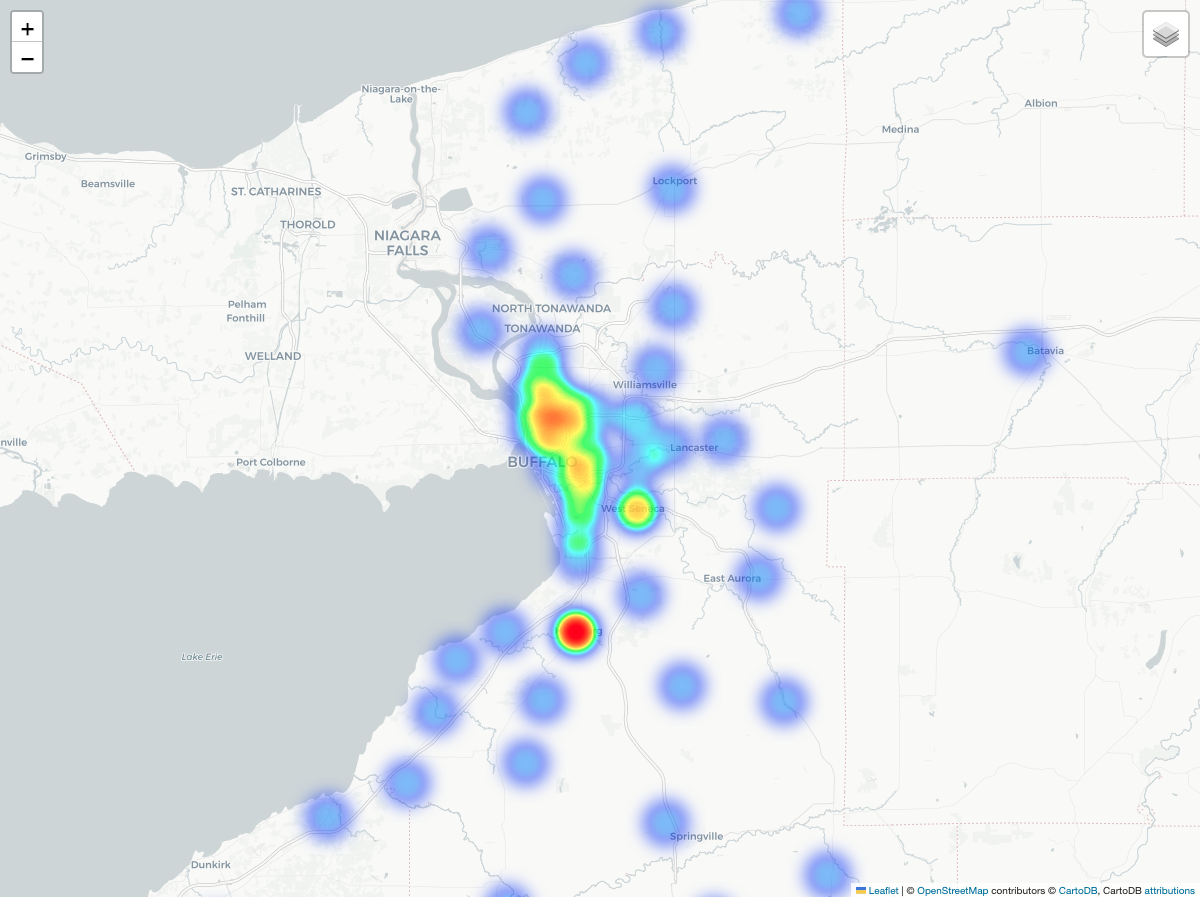 +
−
Niagara-on-the-
Lake
Albion
Medina
Grimsby
Beamsville
ST. CATHARINES
Lockport
THOROLD
NIAGARA
FALLS
Pelham
Fonthill
NORTH TONAWANDA
TONAWANDA
WELLAND
Batavia
Williamsville
nville
Lancaster
Port Colborne
BUFFALO
West Seneca
East Aurora
g
Lake Erie
Springville
Dunkirk
Leaflet | © OpenStreetMap contributors © CartoDB, CartoDB attributions